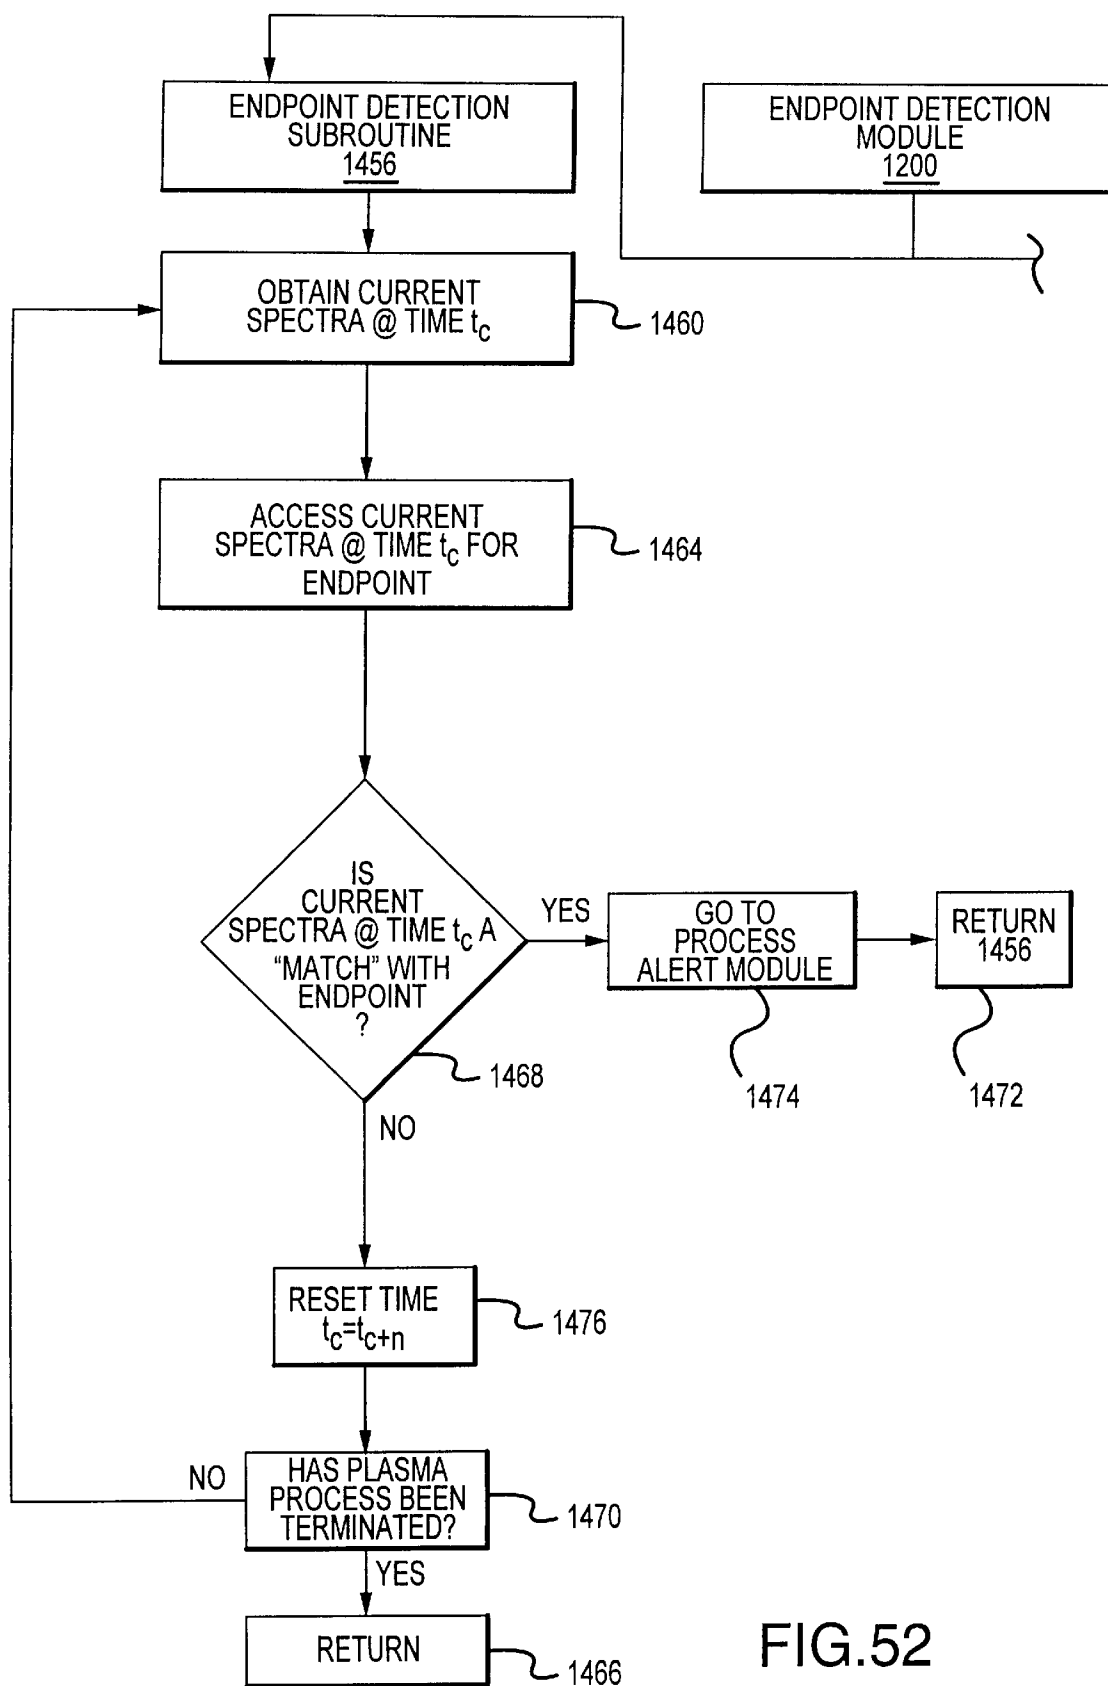 ENDPOINT DETECTION
SUBROUTINE
1456
ENDPOINT DETECTION
MODULE
1200
OBTAIN CURRENT
SPECTRA @ TIME tc
1460
ACCESS CURRENT
SPECTRA @ TIME tc FOR
ENDPOINT
1464
IS
CURRENT
SPECTRA @ TIME tc A
"MATCH" WITH
ENDPOINT
?
1468
YES
GO TO
PROCESS
ALERT MODULE
1474
RETURN
1456
1472
NO
RESET TIME
tc=tc+n
1476
NO
HAS PLASMA
PROCESS BEEN
TERMINATED?
1470
YES
RETURN
1466
FIG.52